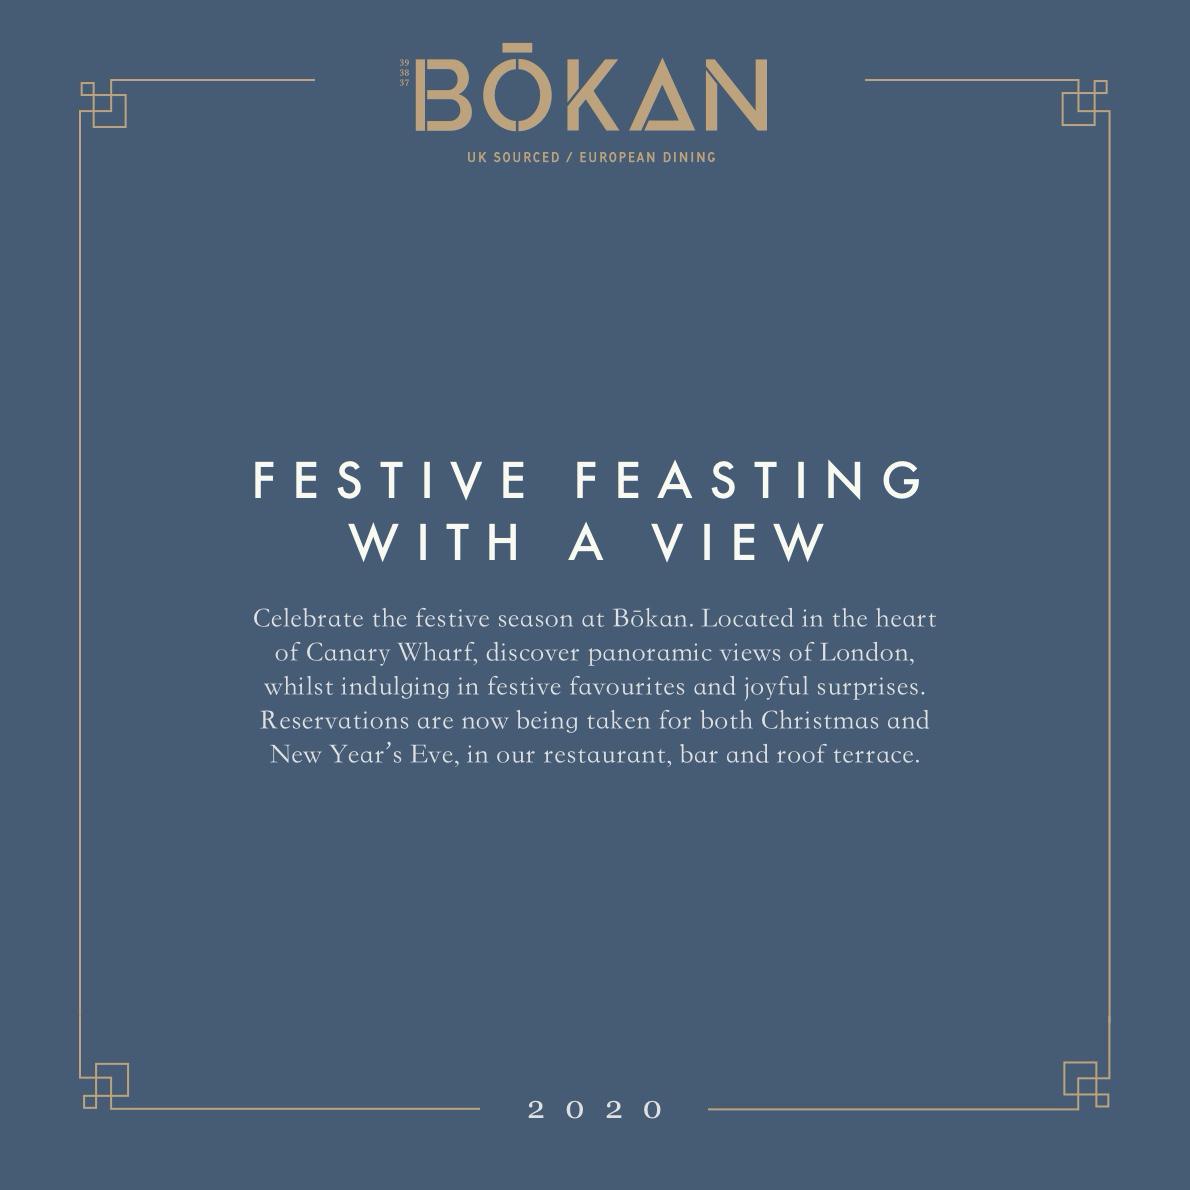 39
38
37
BŌKAN
UK SOURCED / EUROPEAN DINING
FESTIVE FEASTING
WITH A VIEW
Celebrate the festive season at Bōkan. Located in the heart
of Canary Wharf, discover panoramic views of London,
whilst indulging in festive favourites and joyful surprises.
Reservations are now being taken for both Christmas and
New Year’s Eve, in our restaurant, bar and roof terrace.
2020